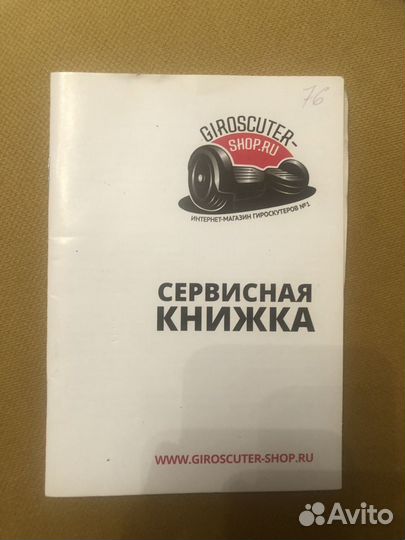 76
GIROSCUTER-
SHOP.RU
ИНТЕРНЕТ-МАГАЗИН ГИРОСКУТЕРОВ №1
СЕРВИСНАЯ
КНИЖКА
WWW.GIROSCUTER-SHOP.RU
Avito